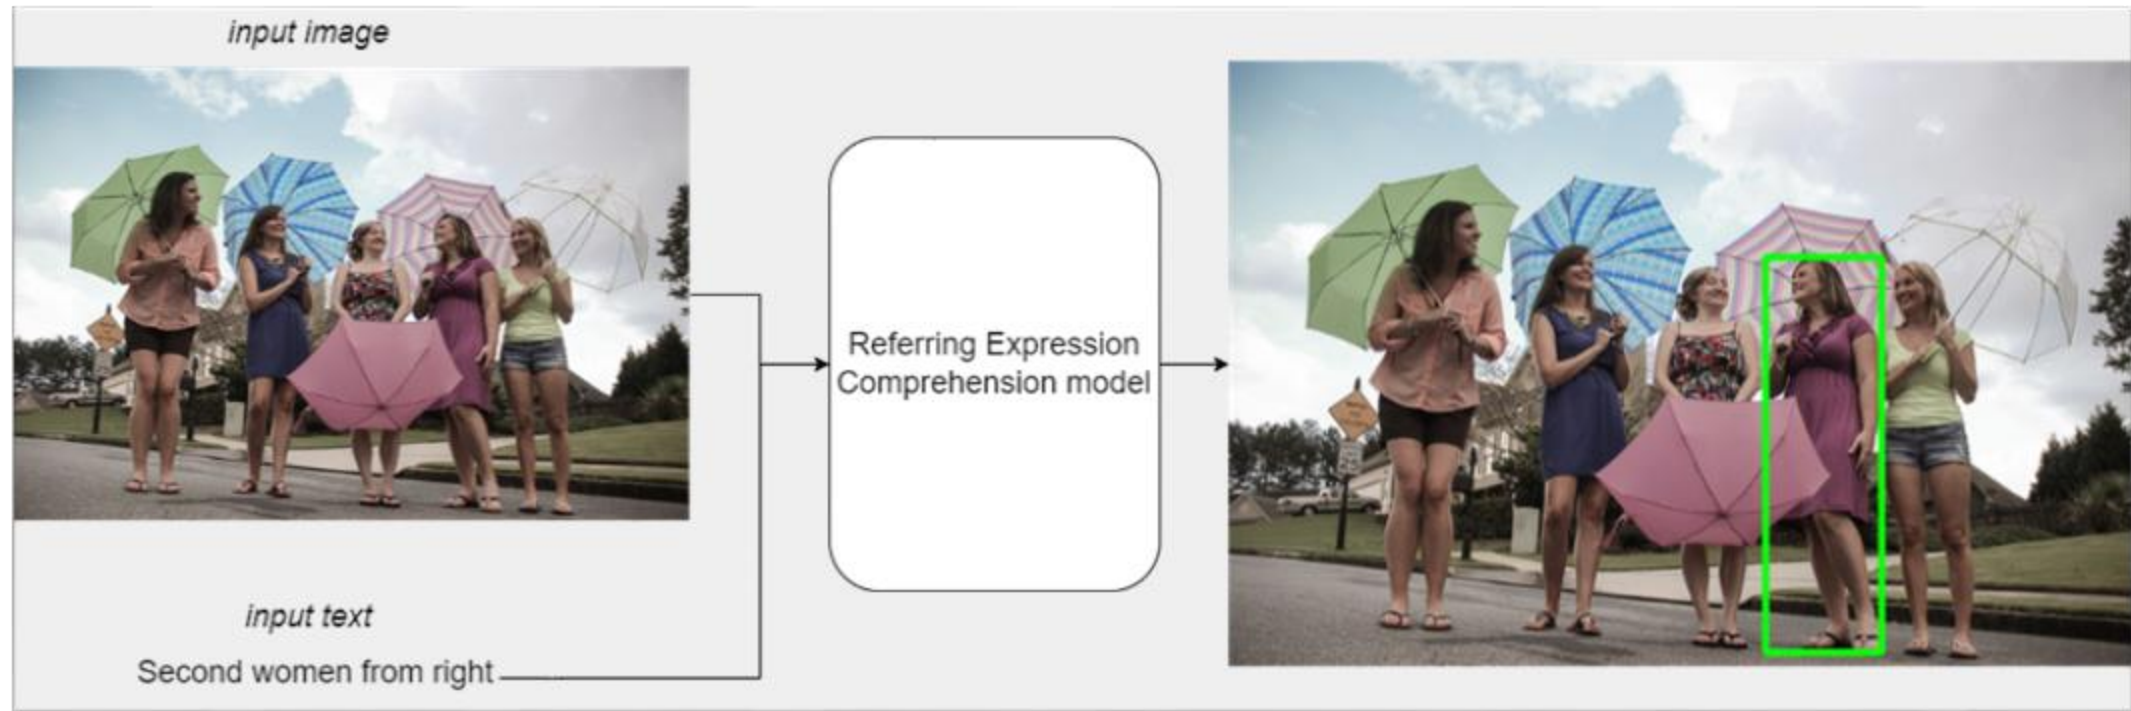 input image
Referring Expression
Comprehension model
input text
Second women from right